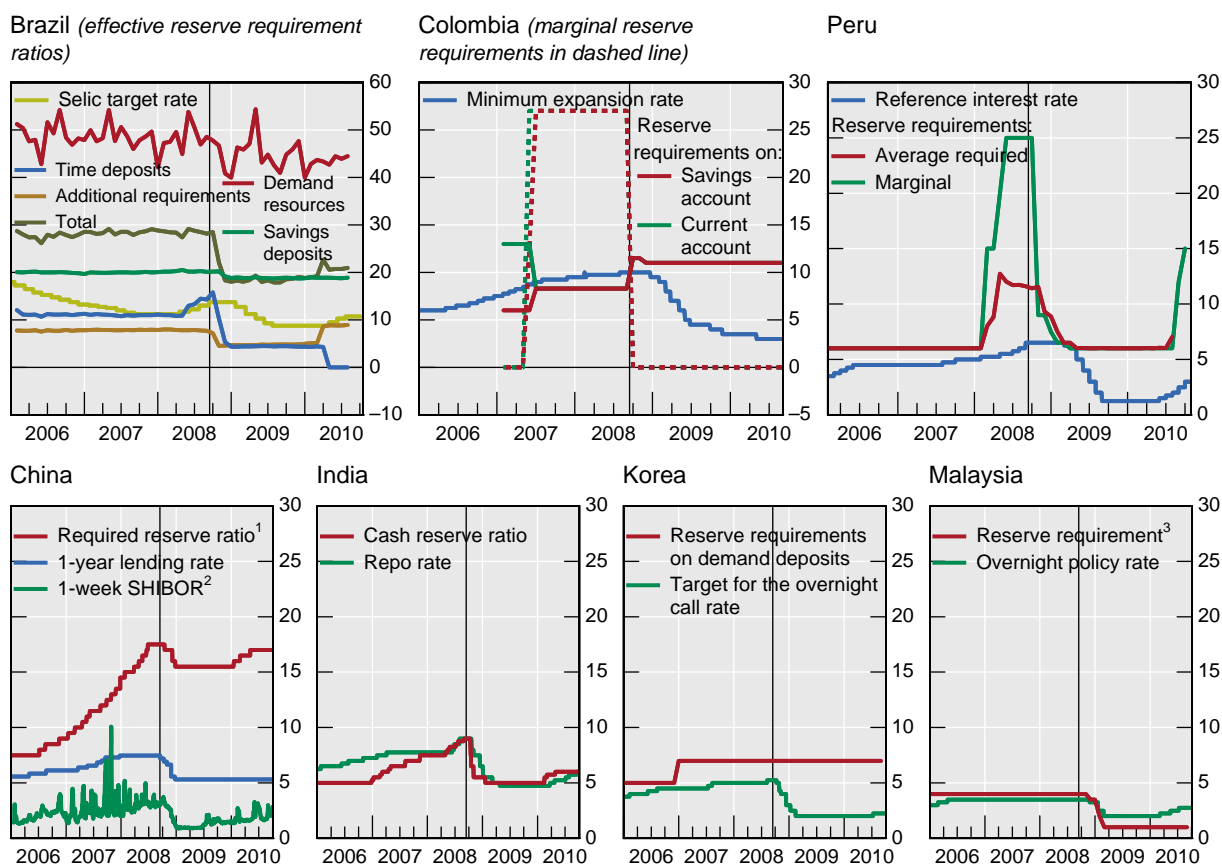 Brazil (effective reserve requirement
ratios)
Selic target rate
Time deposits
Additional requirements
Total
Demand
resources
Savings
deposits
60
50
40
30
20
10
0
–10
2006 2007 2008 2009 2010
Colombia (marginal reserve
requirements in dashed line)
Minimum expansion rate
Reserve
requirements on:
Savings
account
Current
account
30
25
20
15
10
5
0
–5
2006 2007 2008 2009 2010
Peru
Reference interest rate
Reserve requirements:
Average required
Marginal
30
25
20
15
10
5
0
2006 2007 2008 2009 2010
China
Required reserve ratio1
1-year lending rate
1-week SHIBOR2
30
25
20
15
10
5
0
2006 2007 2008 2009 2010
India
Cash reserve ratio
Repo rate
30
25
20
15
10
5
0
2006 2007 2008 2009 2010
Korea
Reserve requirements
on demand deposits
Target for the overnight
call rate
30
25
20
15
10
5
0
2006 2007 2008 2009 2010
Malaysia
Reserve requirement3
Overnight policy rate
30
25
20
15
10
5
0
2006 2007 2008 2009 2010